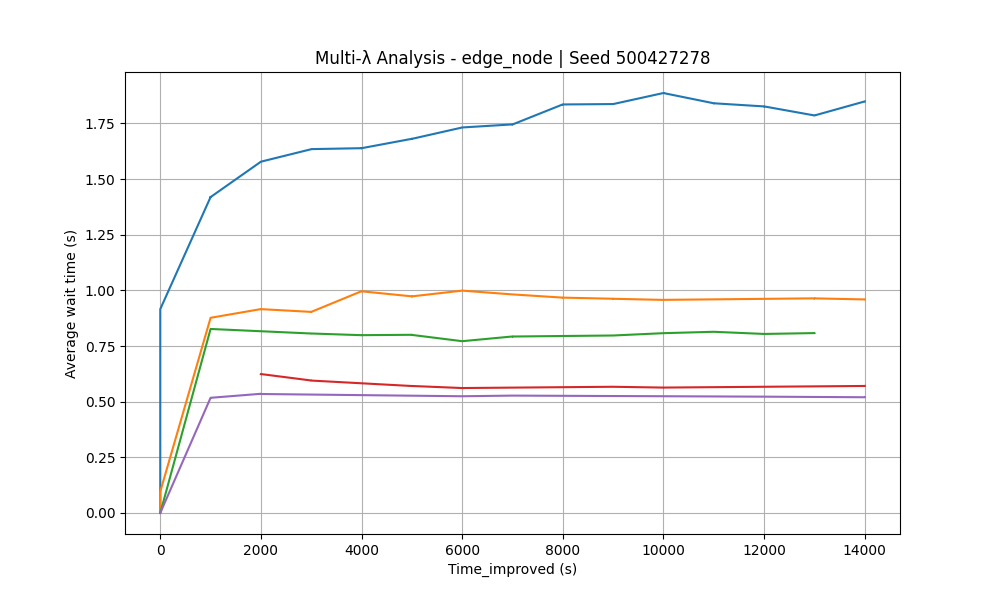 Multi-λ Analysis - edge_node | Seed 500427278
Average wait time (s)
1.75
1.50
1.25
1.00
0.75
0.50
0.25
0.00
0 2000 4000 6000 8000 10000 12000 14000
Time_improved (s)